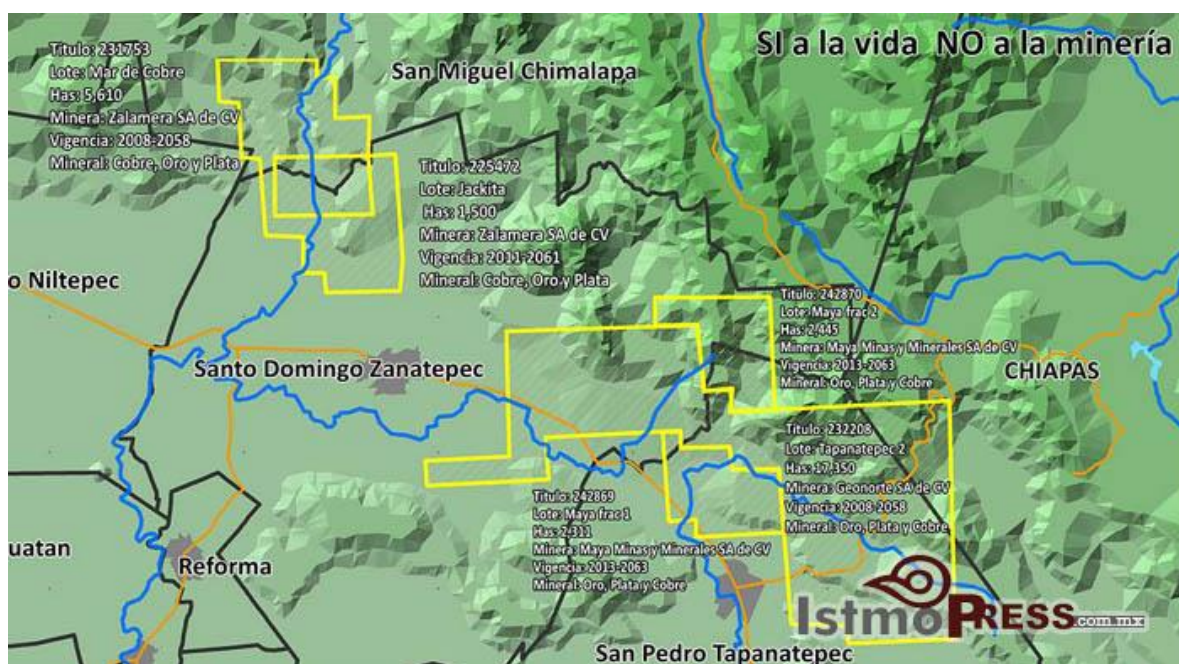 SI a la vida NO a la minería
Título: 231753
Lote: Mar de Cobre
Has: 5,610
Minera: Zalamera SA de CV
Vigencia: 2008-2058
Mineral: Cobre, Oro y Plata
San Miguel Chimalapa
Título: 225472
Lote: Jackita
Has: 1,500
Minera: Zalamera SA de CV
Vigencia: 2011-2061
Mineral: Cobre, Oro y Plata
o Niltepec
Santo Domingo Zanatepec
Título: 242870
Lote: Maya frac 2
Has: 2,445
Minera: Maya Minas y Minerales SA de CV
Vigencia: 2013-2063
Mineral: Oro, Plata y Cobre
CHIAPAS
Título: 232208
Lote: Tapanatepec 2
Has: 17,350
Minera: Geonorte SA de CV
Vigencia: 2008-2058
Mineral: Oro, Plata y Cobre
Título: 242869
Lote: Maya frac 1
Has: 2,311
Minera: Maya Minas y Minerales SA de CV
Vigencia: 2013-2063
Mineral: Oro, Plata y Cobre
uatan
Reforma
San Pedro Tapanatepec
IstmoPRESS.com.mx